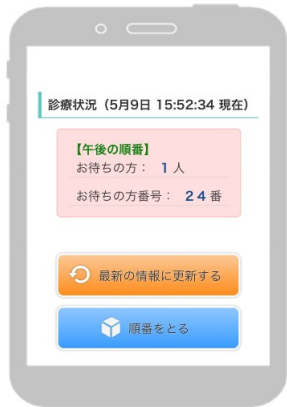 診療状況（5月9日 15:52:34 現在）
【午後の順番】
お待ちの方： 1 人
お待ちの方番号： 24 番
最新の情報に更新する
順番をとる